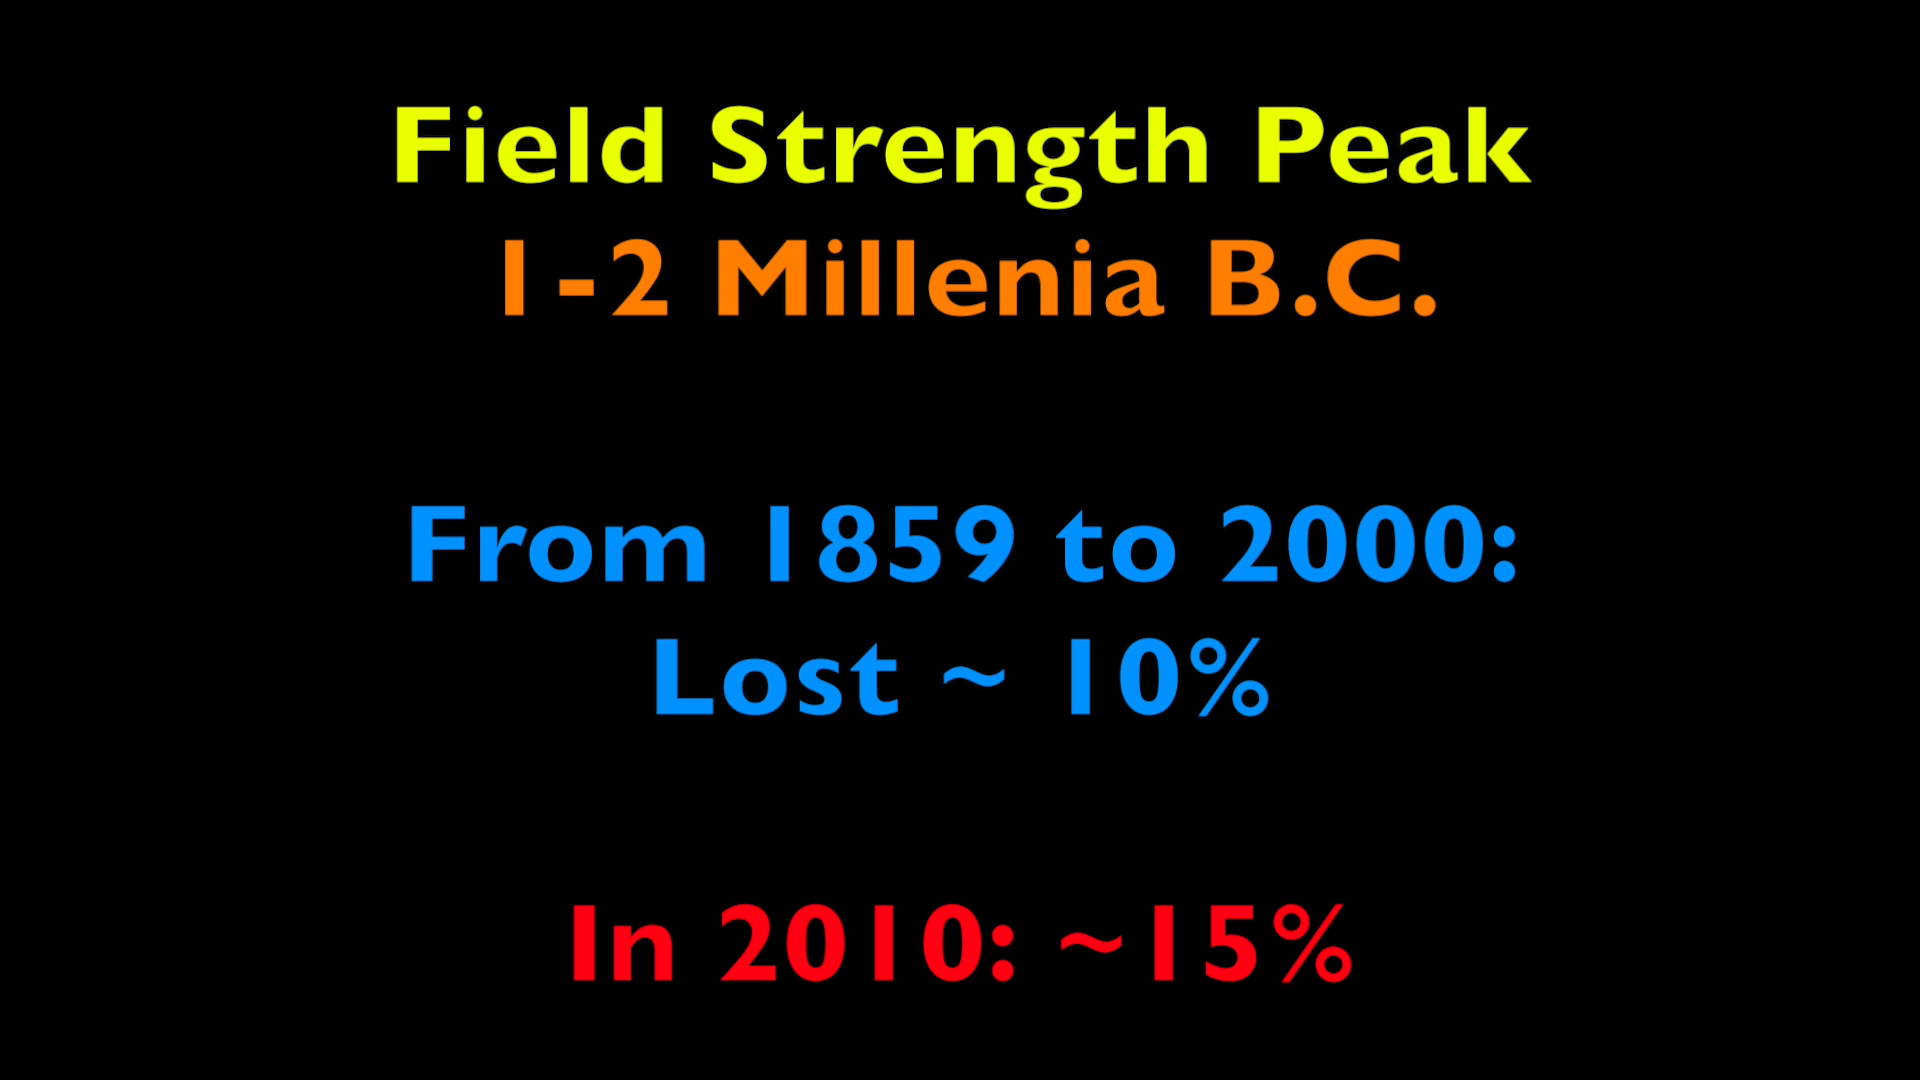 Field Strength Peak
1-2 Millenia B.C.
From 1859 to 2000:
Lost ~ 10%
In 2010: ~15%